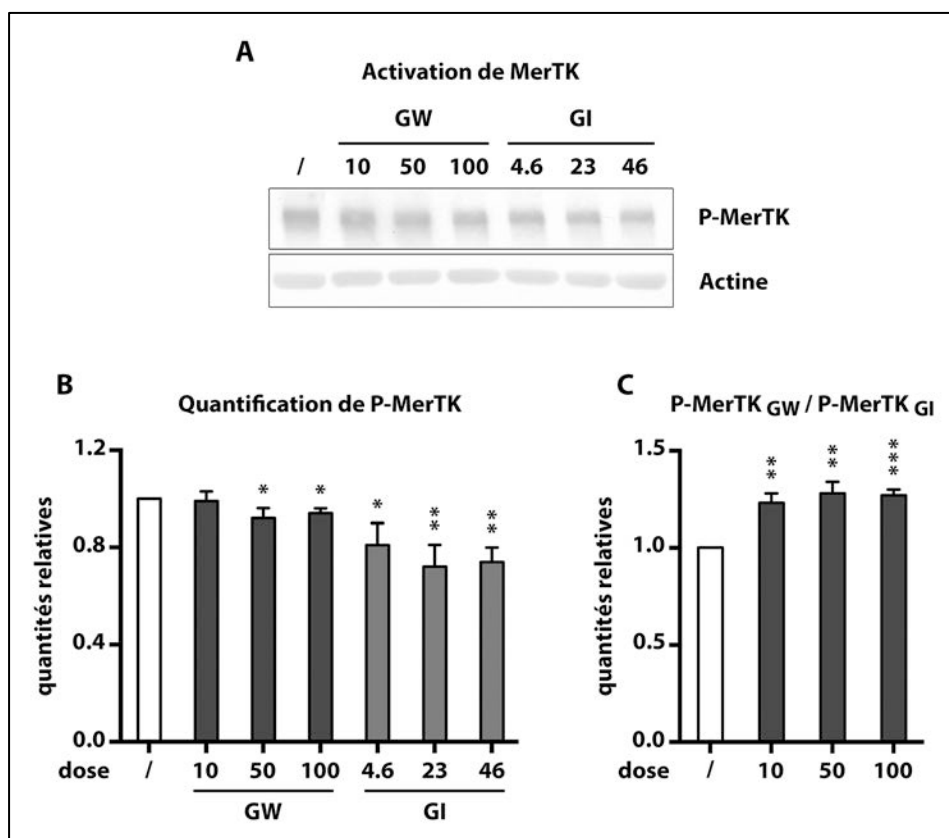 A
Activation de MerTK
GW GI
/ 10 50 100 4.6 23 46
P-MerTK
Actine
B
Quantification de P-MerTK
quantités relatives
1.2
0.8
0.4
0.0
* * * ** **
dose / 10 50 100 4.6 23 46
GW GI
C
P-MerTK GW / P-MerTK GI
quantités relatives
1.5
1.0
0.5
0.0
** ** ***
/ 10 50 100